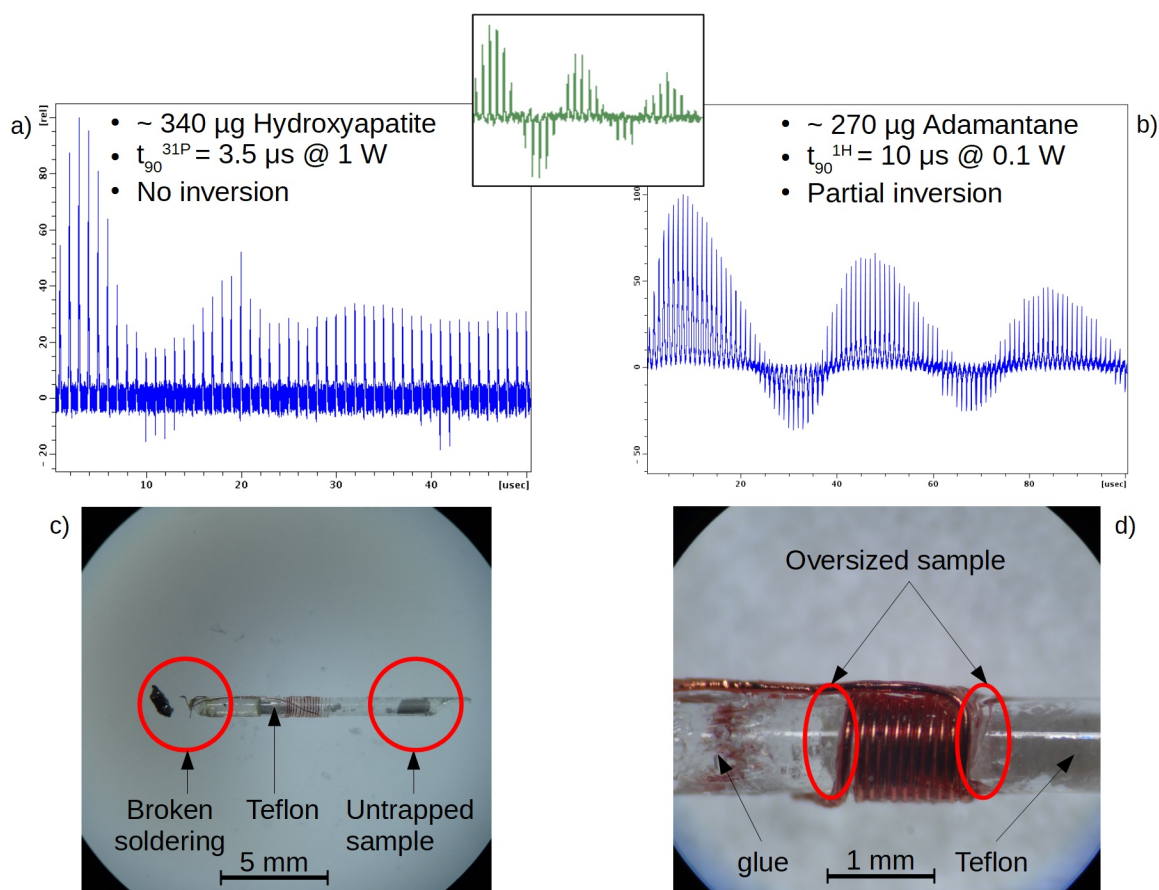 a)
• ~ 340 µg Hydroxyapatite
• t90 31P = 3.5 µs @ 1 W
• No inversion
[rel]
80
60
40
20
0
- 20
10
20
30
40
[usec]
b)
• ~ 270 µg Adamantane
• t90 1H = 10 µs @ 0.1 W
• Partial inversion
100
50
0
- 50
20
40
60
80
[usec]
c)
Broken
soldering
Teflon
Untrapped
sample
5 mm
d)
Oversized sample
glue
1 mm
Teflon